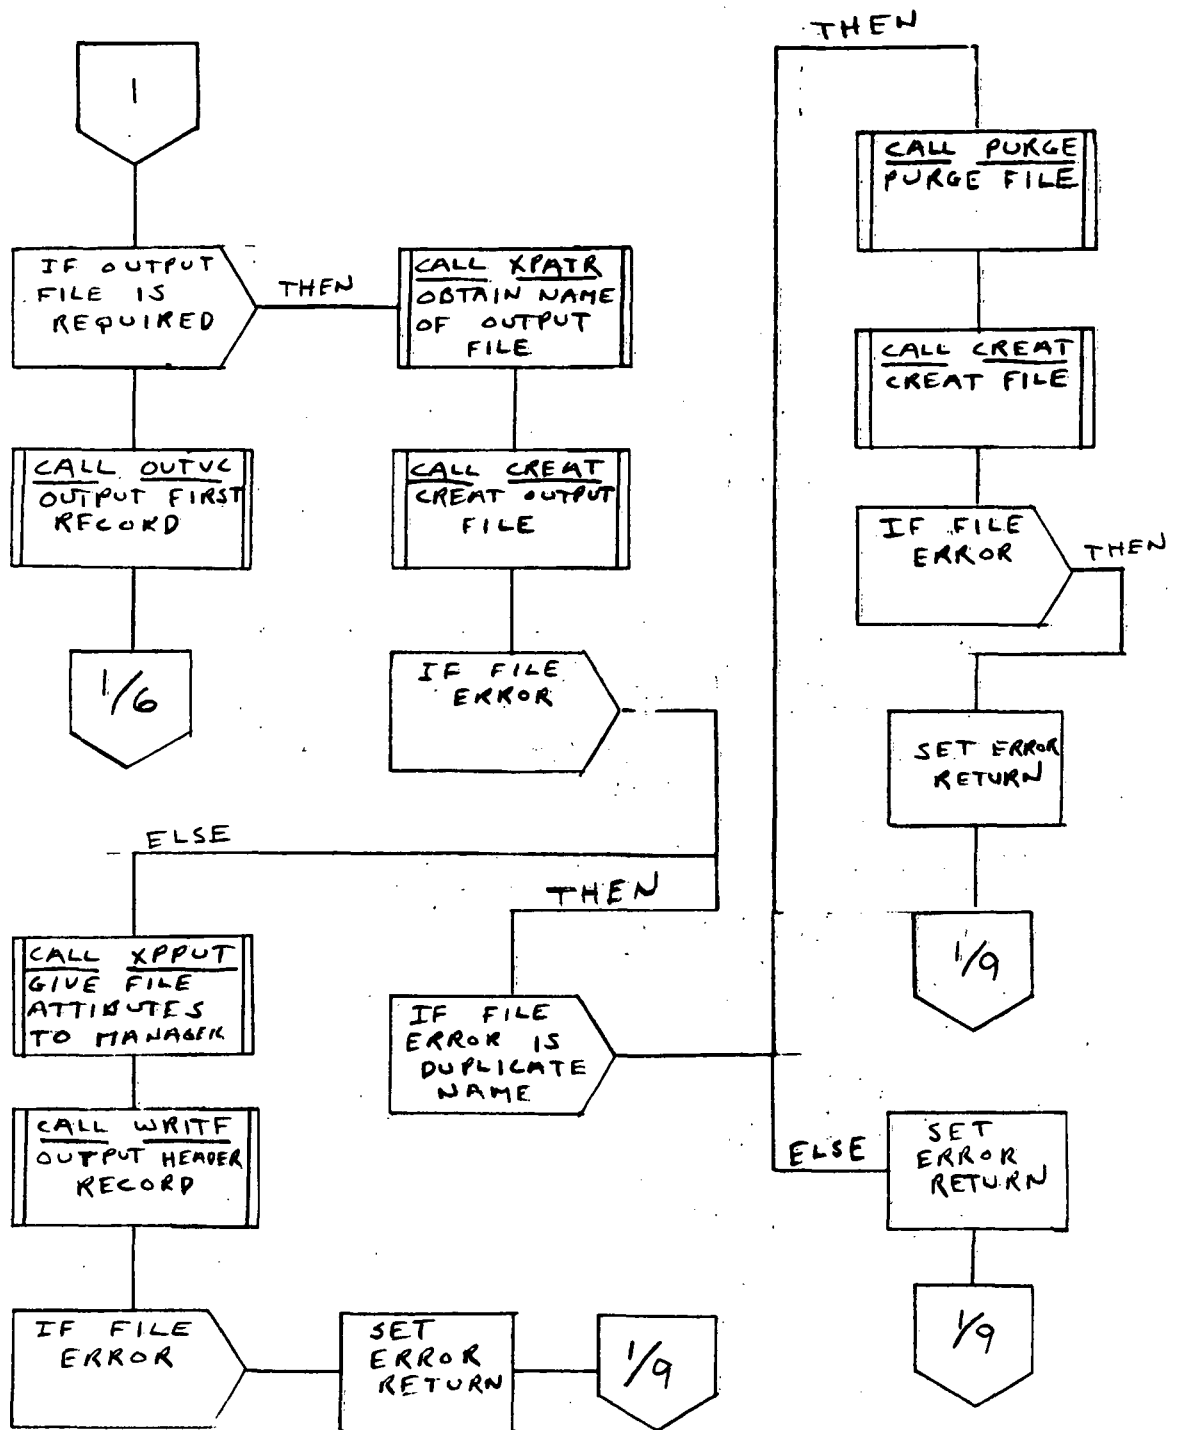 1
IF OUTPUT
FILE IS
REQUIRED
THEN
CALL XPATR
OBTAIN NAME
OF OUTPUT
FILE
CALL OUTVC
OUTPUT FIRST
RECORD
CALL CREAT
CREAT OUTPUT
FILE
1/6
IF FILE
ERROR
ELSE
THEN
CALL XPPUT
GIVE FILE
ATTIBUTES
TO MANAGER
IF FILE
ERROR IS
DUPLICATE
NAME
CALL WRITF
OUTPUT HEADER
RECORD
IF FILE
ERROR
SET
ERROR
RETURN
1/9
THEN
CALL PURGE
PURGE FILE
CALL CREAT
CREAT FILE
IF FILE
ERROR
THEN
SET ERROR
RETURN
1/9
ELSE
SET
ERROR
RETURN
1/9